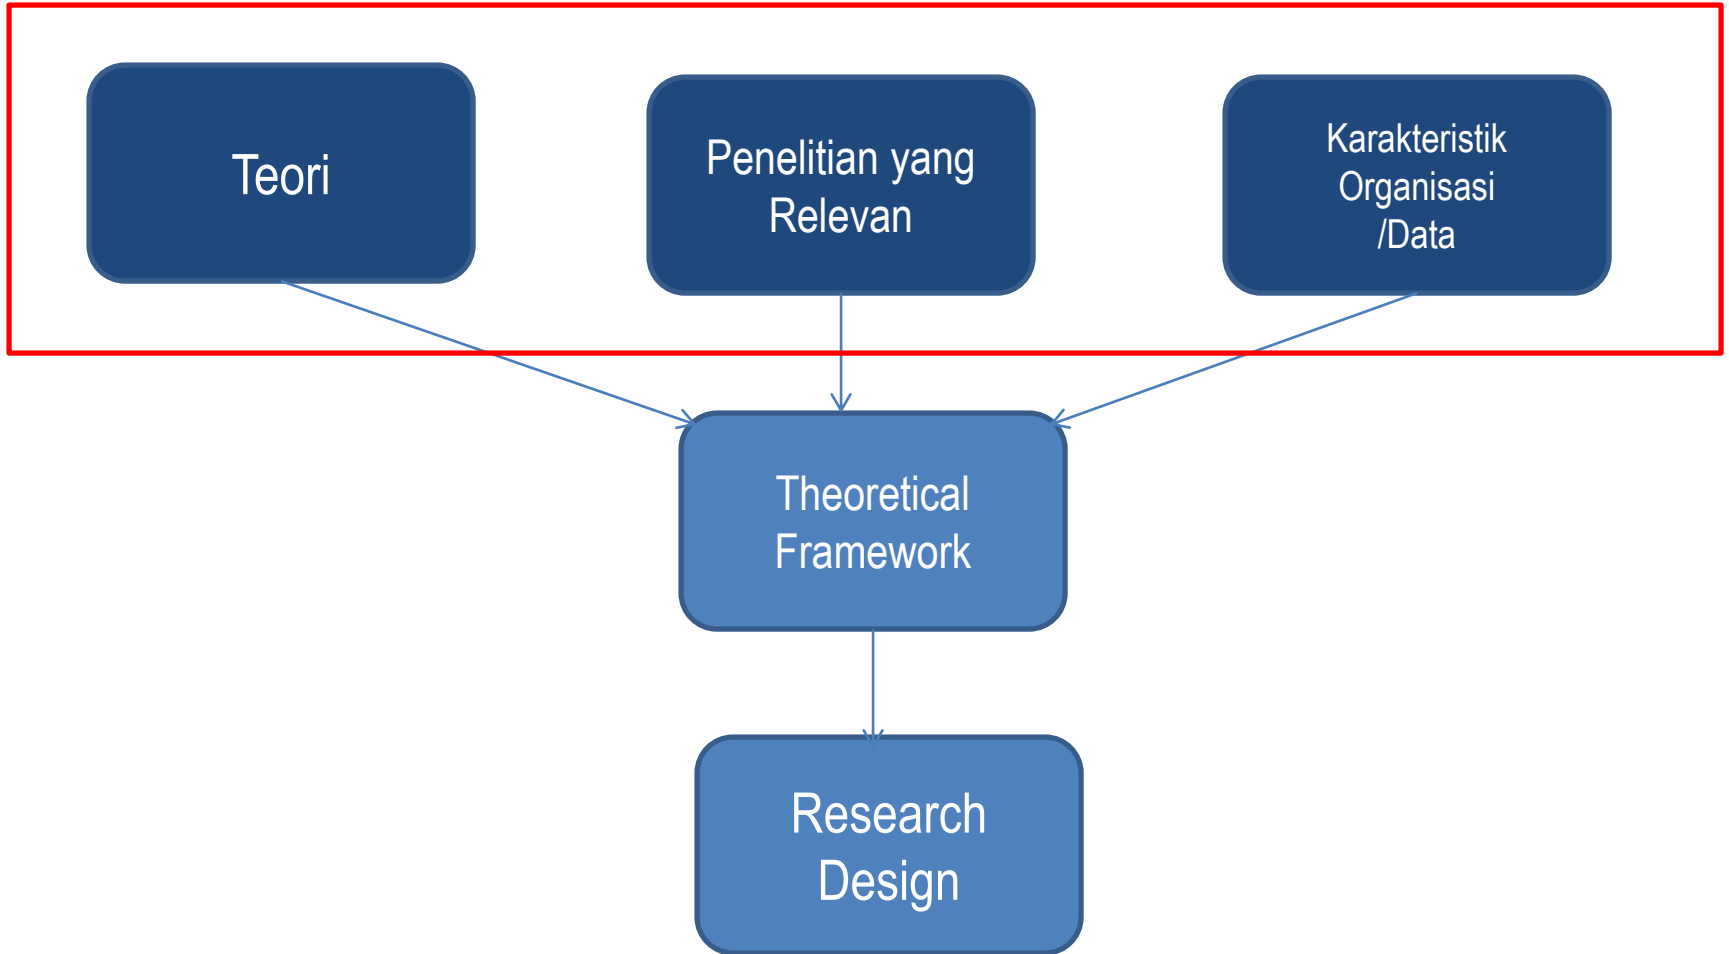 Teori
Penelitian yang
Relevan
Karakteristik
Organisasi
/Data
Theoretical
Framework
Research
Design